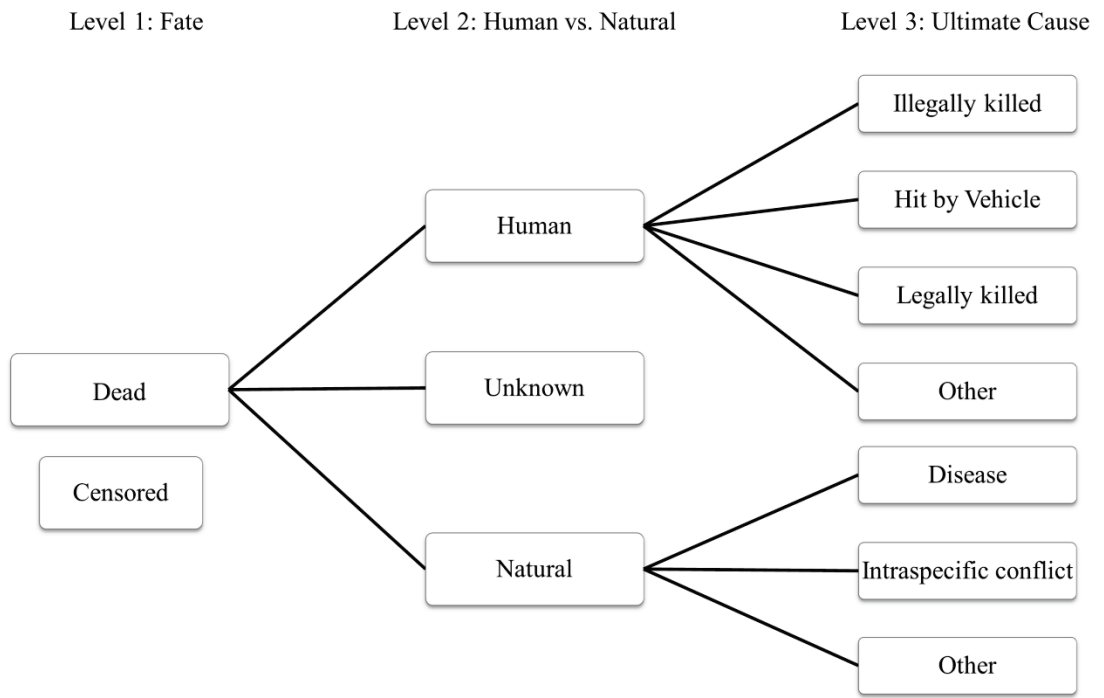 Level 1: Fate
Level 2: Human vs. Natural
Level 3: Ultimate Cause
Dead
Censored
Human
Unknown
Natural
Illegally killed
Hit by Vehicle
Legally killed
Other
Disease
Intraspecific conflict
Other